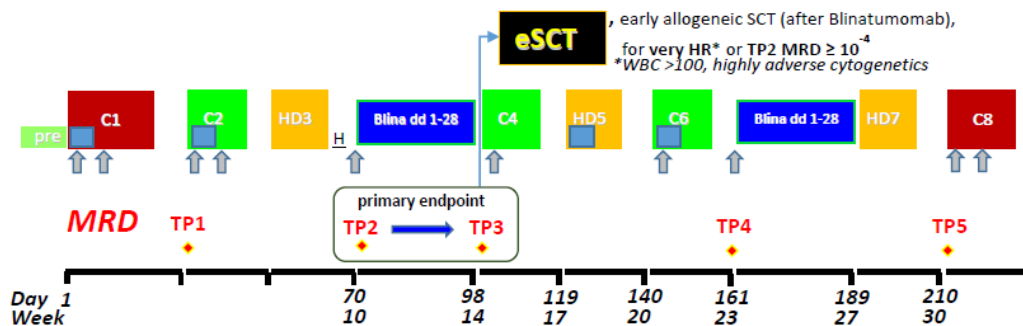 eSCT
, early allogeneic SCT (after Blinatumomab),
for very HR* or TP2 MRD ≥ 10⁻⁴
*WBC >100, highly adverse cytogenetics
pre C1 C2 HD3 H Blina dd 1-28 C4 HD5 C6 Blina dd 1-28 HD7 C8
primary endpoint
MRD TP1 TP2 TP3 TP4 TP5
Day 1 70 98 119 140 161 189 210
Week 10 14 17 20 23 27 30